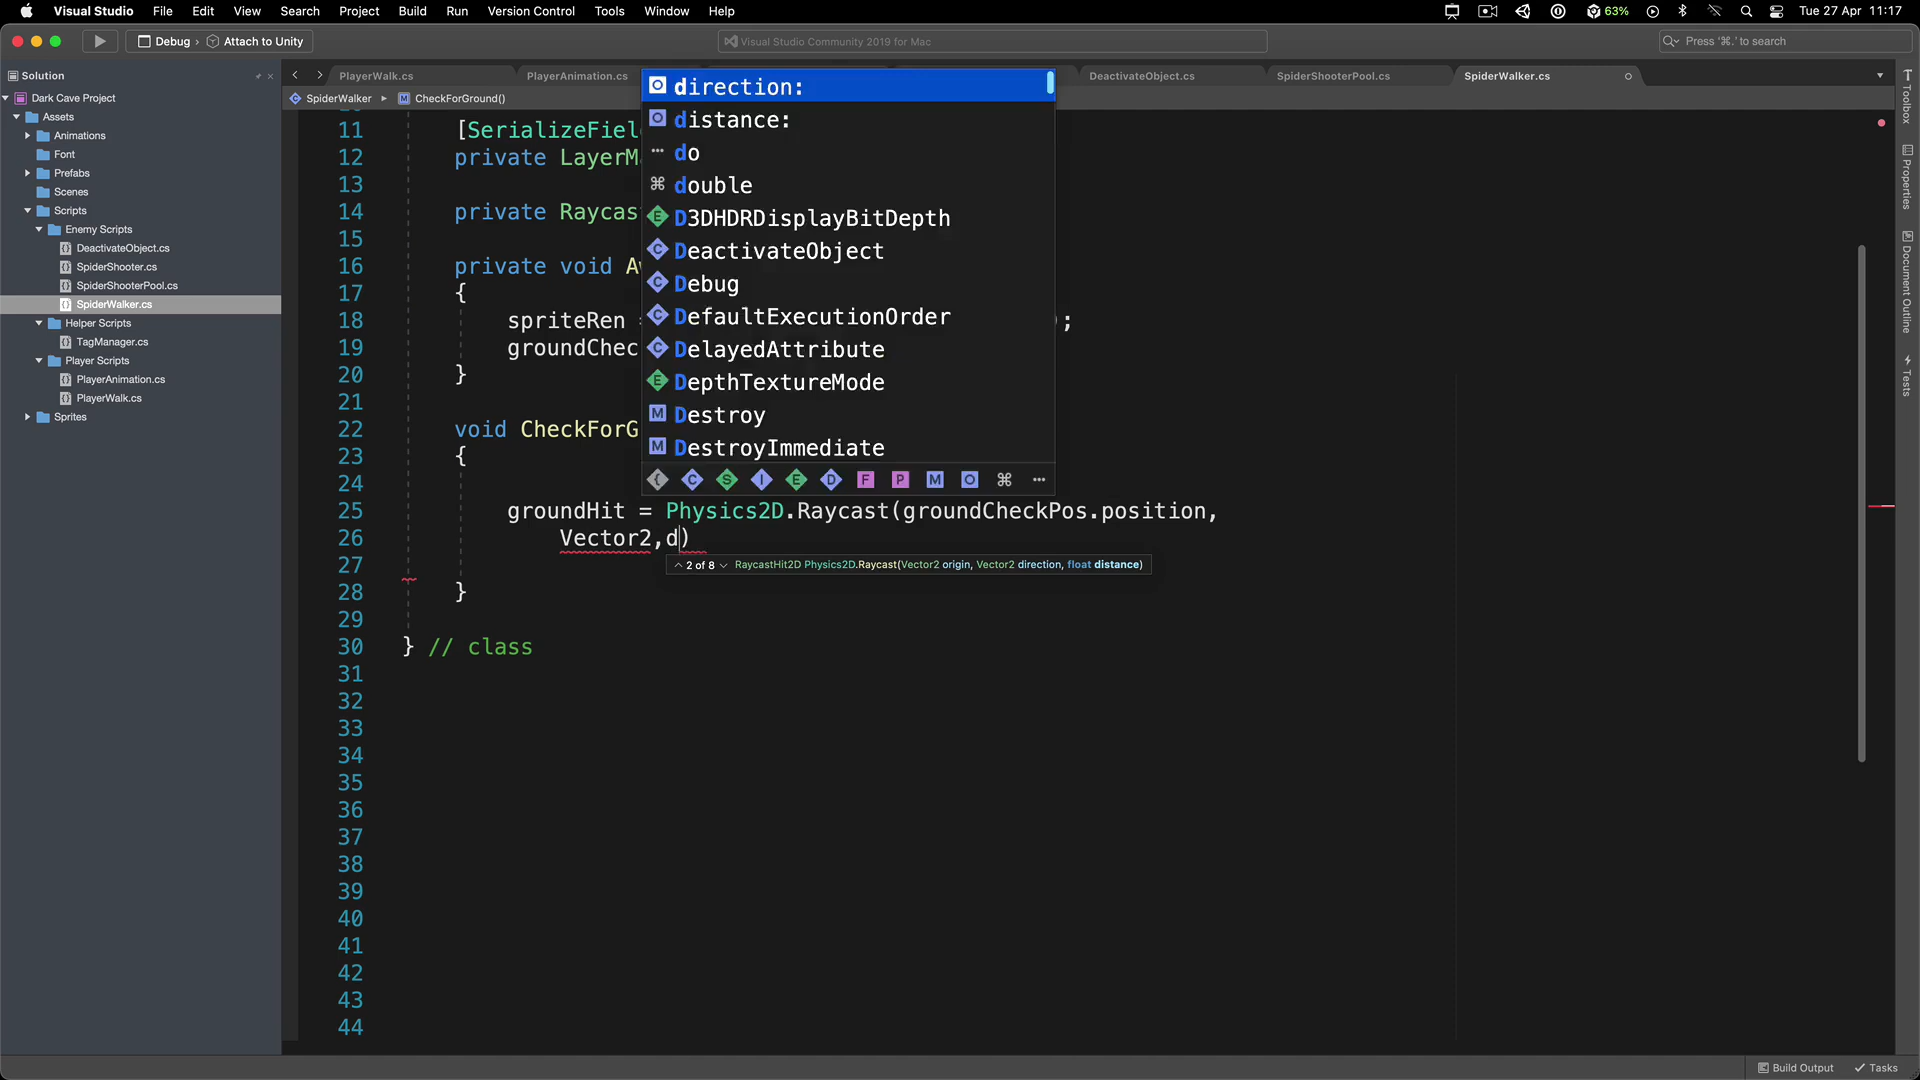 Visual Studio File Edit View Search Project Build Run Version Control Tools Window Help 63% Tue 27 Apr 11:17
Debug › Attach to Unity Visual Studio Community 2019 for Mac Press '⌘.' to search
Solution
Dark Cave Project
Assets
Animations
Font
Prefabs
Scenes
Scripts
Enemy Scripts
DeactivateObject.cs
SpiderShooter.cs
SpiderShooterPool.cs
SpiderWalker.cs
Helper Scripts
TagManager.cs
Player Scripts
PlayerAnimation.cs
PlayerWalk.cs
Sprites
PlayerWalk.cs PlayerAnimation.cs DeactivateObject.cs SpiderShooterPool.cs SpiderWalker.cs
SpiderWalker ▸ CheckForGround()
11 [SerializeFiel
12 private LayerM
13
14 private Raycas
15
16 private void Aw
17 {
18 spriteRen = );
19 groundChec
20 }
21
22 void CheckForG
23 {
24
25 groundHit = Physics2D.Raycast(groundCheckPos.position,
26 Vector2,d)
27
28 }
29
30 } // class
31
32
33
34
35
36
37
38
39
40
41
42
43
44
direction:
distance:
do
double
D3DHDRDisplayBitDepth
DeactivateObject
Debug
DefaultExecutionOrder
DelayedAttribute
DepthTextureMode
Destroy
DestroyImmediate
C S I E D F P M O ⌘ ···
2 of 8 RaycastHit2D Physics2D.Raycast(Vector2 origin, Vector2 direction, float distance)
Toolbox
Properties
Document Outline
Tests
Build Output Tasks